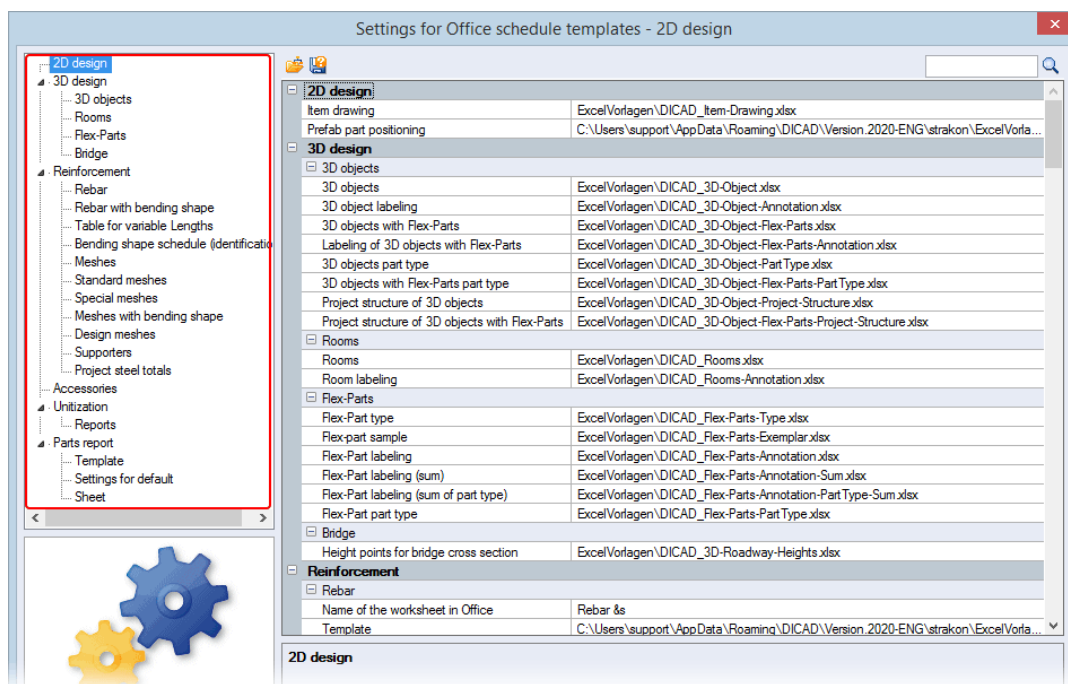 Settings for Office schedule templates - 2D design
2D design
3D design
3D objects
Rooms
Flex-Parts
Bridge
Reinforcement
Rebar
Rebar with bending shape
Table for variable Lengths
Bending shape schedule (identificatio
Meshes
Standard meshes
Special meshes
Meshes with bending shape
Design meshes
Supporters
Project steel totals
Accessories
Unitization
Reports
Parts report
Template
Settings for default
Sheet
2D design
Item drawing ExcelVorlagen\DICAD_Item-Drawing.xlsx
Prefab part positioning C:\Users\support\AppData\Roaming\DICAD\Version.2020-ENG\strakon\ExcelVorla...
3D design
3D objects
3D objects ExcelVorlagen\DICAD_3D-Object.xlsx
3D object labeling ExcelVorlagen\DICAD_3D-Object-Annotation.xlsx
3D objects with Flex-Parts ExcelVorlagen\DICAD_3D-Object-Flex-Parts.xlsx
Labeling of 3D objects with Flex-Parts ExcelVorlagen\DICAD_3D-Object-Flex-Parts-Annotation.xlsx
3D objects part type ExcelVorlagen\DICAD_3D-Object-PartType.xlsx
3D objects with Flex-Parts part type ExcelVorlagen\DICAD_3D-Object-Flex-Parts-PartType.xlsx
Project structure of 3D objects ExcelVorlagen\DICAD_3D-Object-Project-Structure.xlsx
Project structure of 3D objects with Flex-Parts ExcelVorlagen\DICAD_3D-Object-Flex-Parts-Project-Structure.xlsx
Rooms
Rooms ExcelVorlagen\DICAD_Rooms.xlsx
Room labeling ExcelVorlagen\DICAD_Rooms-Annotation.xlsx
Flex-Parts
Flex-Part type ExcelVorlagen\DICAD_Flex-Parts-Type.xlsx
Flex-part sample ExcelVorlagen\DICAD_Flex-Parts-Exemplar.xlsx
Flex-Part labeling ExcelVorlagen\DICAD_Flex-Parts-Annotation.xlsx
Flex-Part labeling (sum) ExcelVorlagen\DICAD_Flex-Parts-Annotation-Sum.xlsx
Flex-Part labeling (sum of part type) ExcelVorlagen\DICAD_Flex-Parts-Annotation-PartType-Sum.xlsx
Flex-Part part type ExcelVorlagen\DICAD_Flex-Parts-PartType.xlsx
Bridge
Height points for bridge cross section ExcelVorlagen\DICAD_3D-Roadway-Heights.xlsx
Reinforcement
Rebar
Name of the worksheet in Office Rebar &s
Template C:\Users\support\AppData\Roaming\DICAD\Version.2020-ENG\strakon\ExcelVorla...
2D design